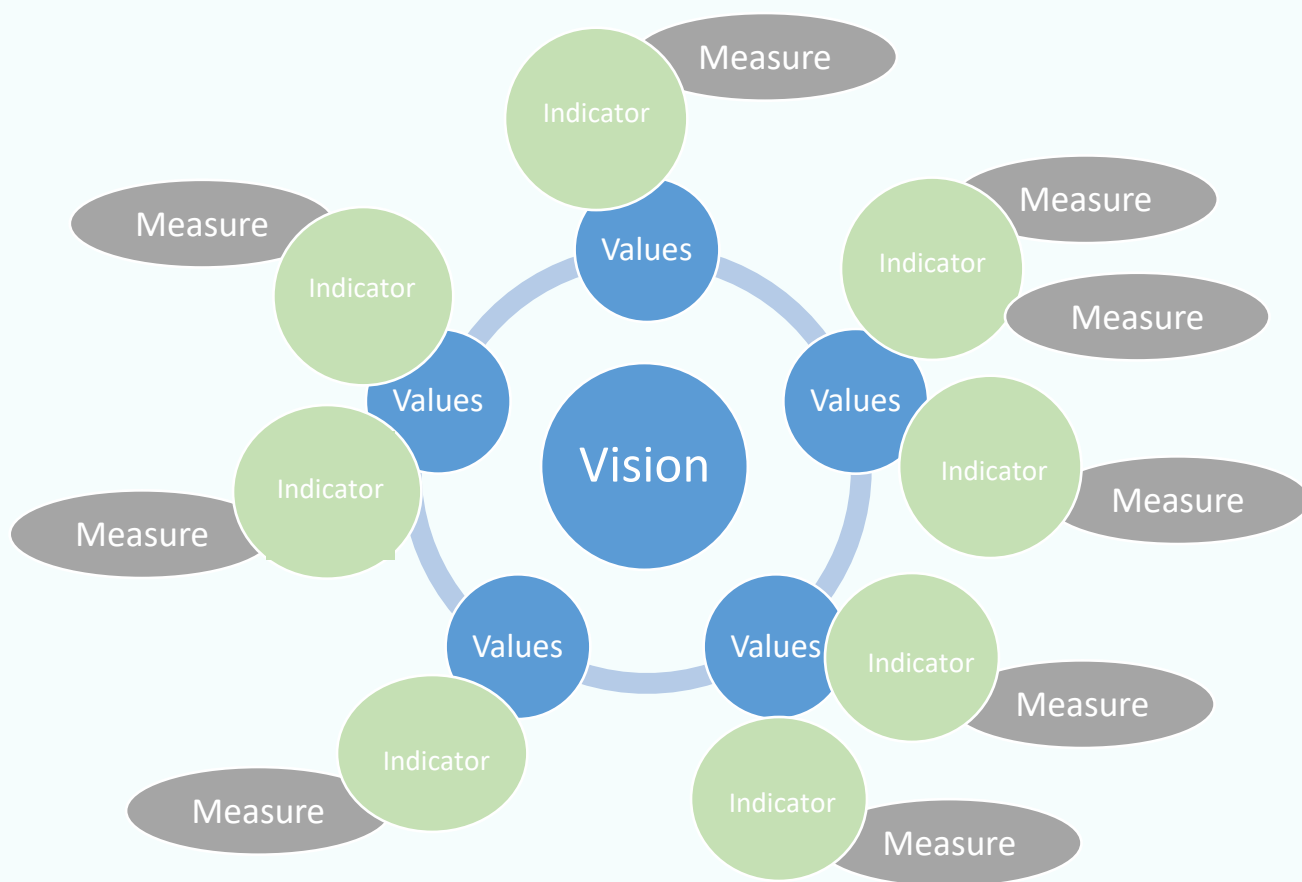 Measure
Indicator
Measure
Measure
Values
Indicator
Indicator
Measure
Values
Values
Vision
Indicator
Indicator
Measure
Measure
Values
Values
Indicator
Measure
Indicator
Indicator
Measure
Measure